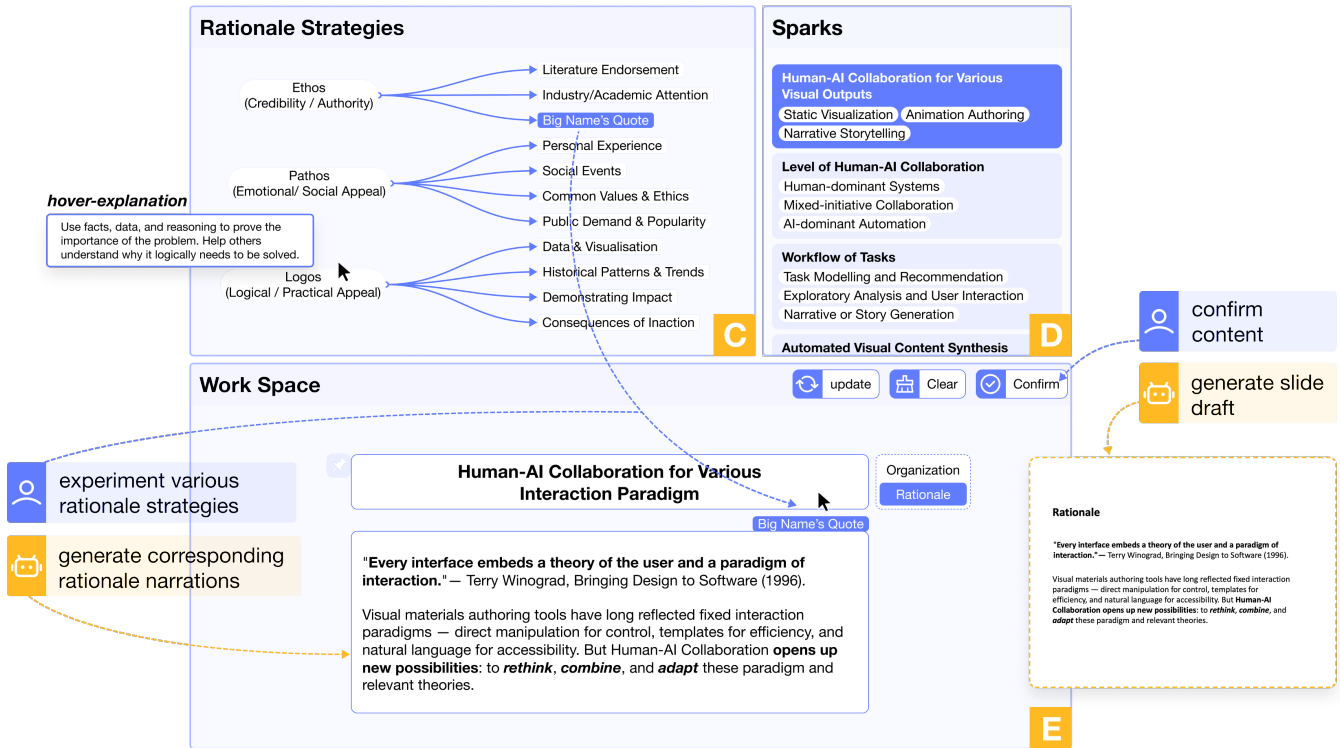 Rationale Strategies
Ethos
(Credibility / Authority)
Literature Endorsement
Industry/Academic Attention
Big Name's Quote
Pathos
(Emotional/ Social Appeal)
Personal Experience
Social Events
Common Values & Ethics
Public Demand & Popularity
hover-explanation
Use facts, data, and reasoning to prove the
importance of the problem. Help others
understand why it logically needs to be solved.
Logos
(Logical / Practical Appeal)
Data & Visualisation
Historical Patterns & Trends
Demonstrating Impact
Consequences of Inaction
C
Sparks
Human-AI Collaboration for Various
Visual Outputs
Static Visualization Animation Authoring
Narrative Storytelling
Level of Human-AI Collaboration
Human-dominant Systems
Mixed-initiative Collaboration
AI-dominant Automation
Workflow of Tasks
Task Modelling and Recommendation
Exploratory Analysis and User Interaction
Narrative or Story Generation
Automated Visual Content Synthesis
D
confirm
content
generate slide
draft
Work Space
update Clear Confirm
experiment various
rationale strategies
generate corresponding
rationale narrations
Human-AI Collaboration for Various
Interaction Paradigm
Organization
Rationale
Big Name's Quote
"Every interface embeds a theory of the user and a paradigm of
interaction."— Terry Winograd, Bringing Design to Software (1996).
Visual materials authoring tools have long reflected fixed interaction
paradigms — direct manipulation for control, templates for efficiency, and
natural language for accessibility. But Human-AI Collaboration opens up
new possibilities: to rethink, combine, and adapt these paradigm and
relevant theories.
E
Rationale
"Every interface embeds a theory of the user and a paradigm of
interaction."— Terry Winograd, Bringing Design to Software (1996).
Visual materials authoring tools have long reflected fixed interaction
paradigms — direct manipulation for control, templates for
efficiency, and natural language for accessibility. But Human-AI
Collaboration opens up new possibilities: to rethink, combine, and
adapt these paradigm and relevant theories.